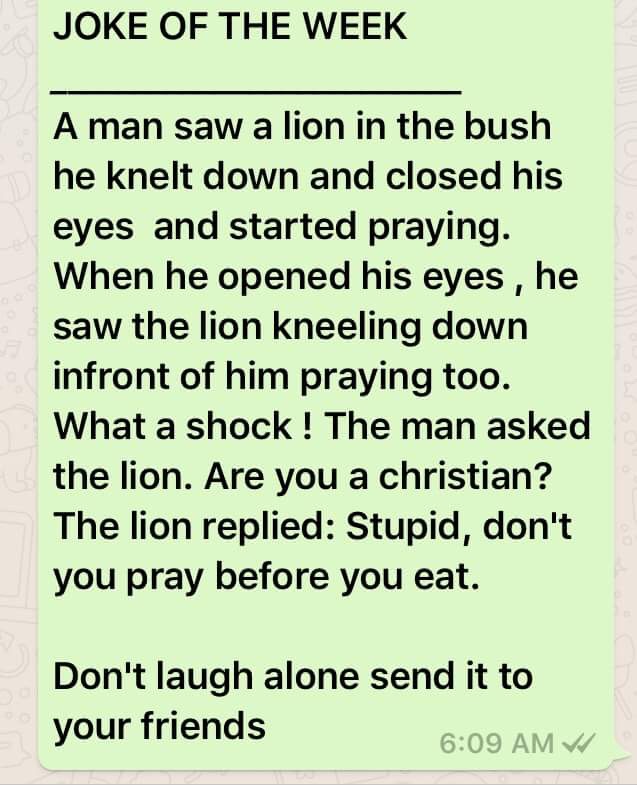 JOKE OF THE WEEK
A man saw a lion in the bush
he knelt down and closed his
eyes  and started praying.
When he opened his eyes , he
saw the lion kneeling down
infront of him praying too.
What a shock ! The man asked
the lion. Are you a christian?
The lion replied: Stupid, don't
you pray before you eat.
Don't laugh alone send it to
your friends
6:09 AM